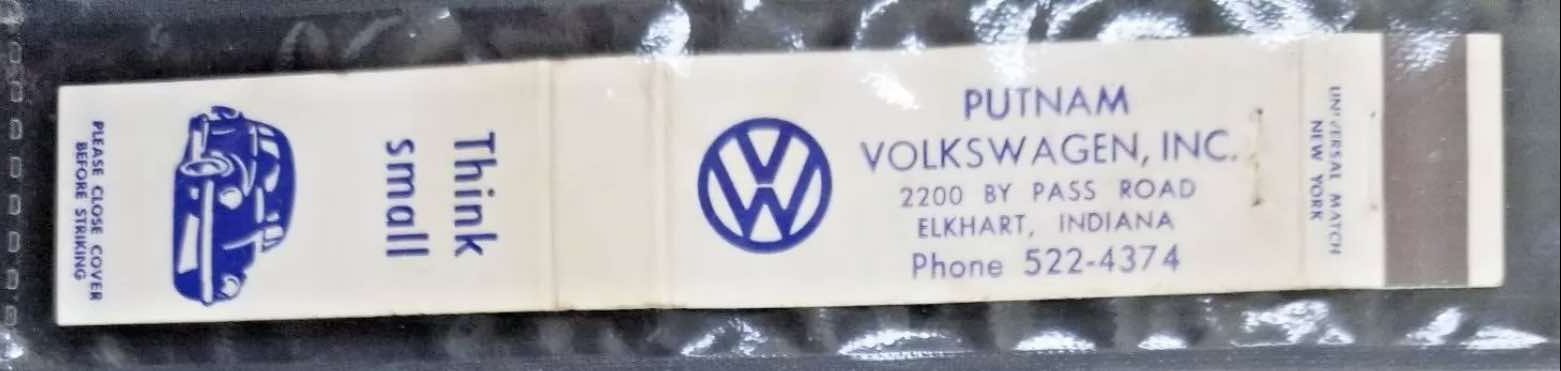 PLEASE CLOSE COVER
BEFORE STRIKING
Think
small
VW
PUTNAM
VOLKSWAGEN, INC.
2200 BY PASS ROAD
ELKHART, INDIANA
Phone 522-4374
UNIVERSAL MATCH
NEW YORK